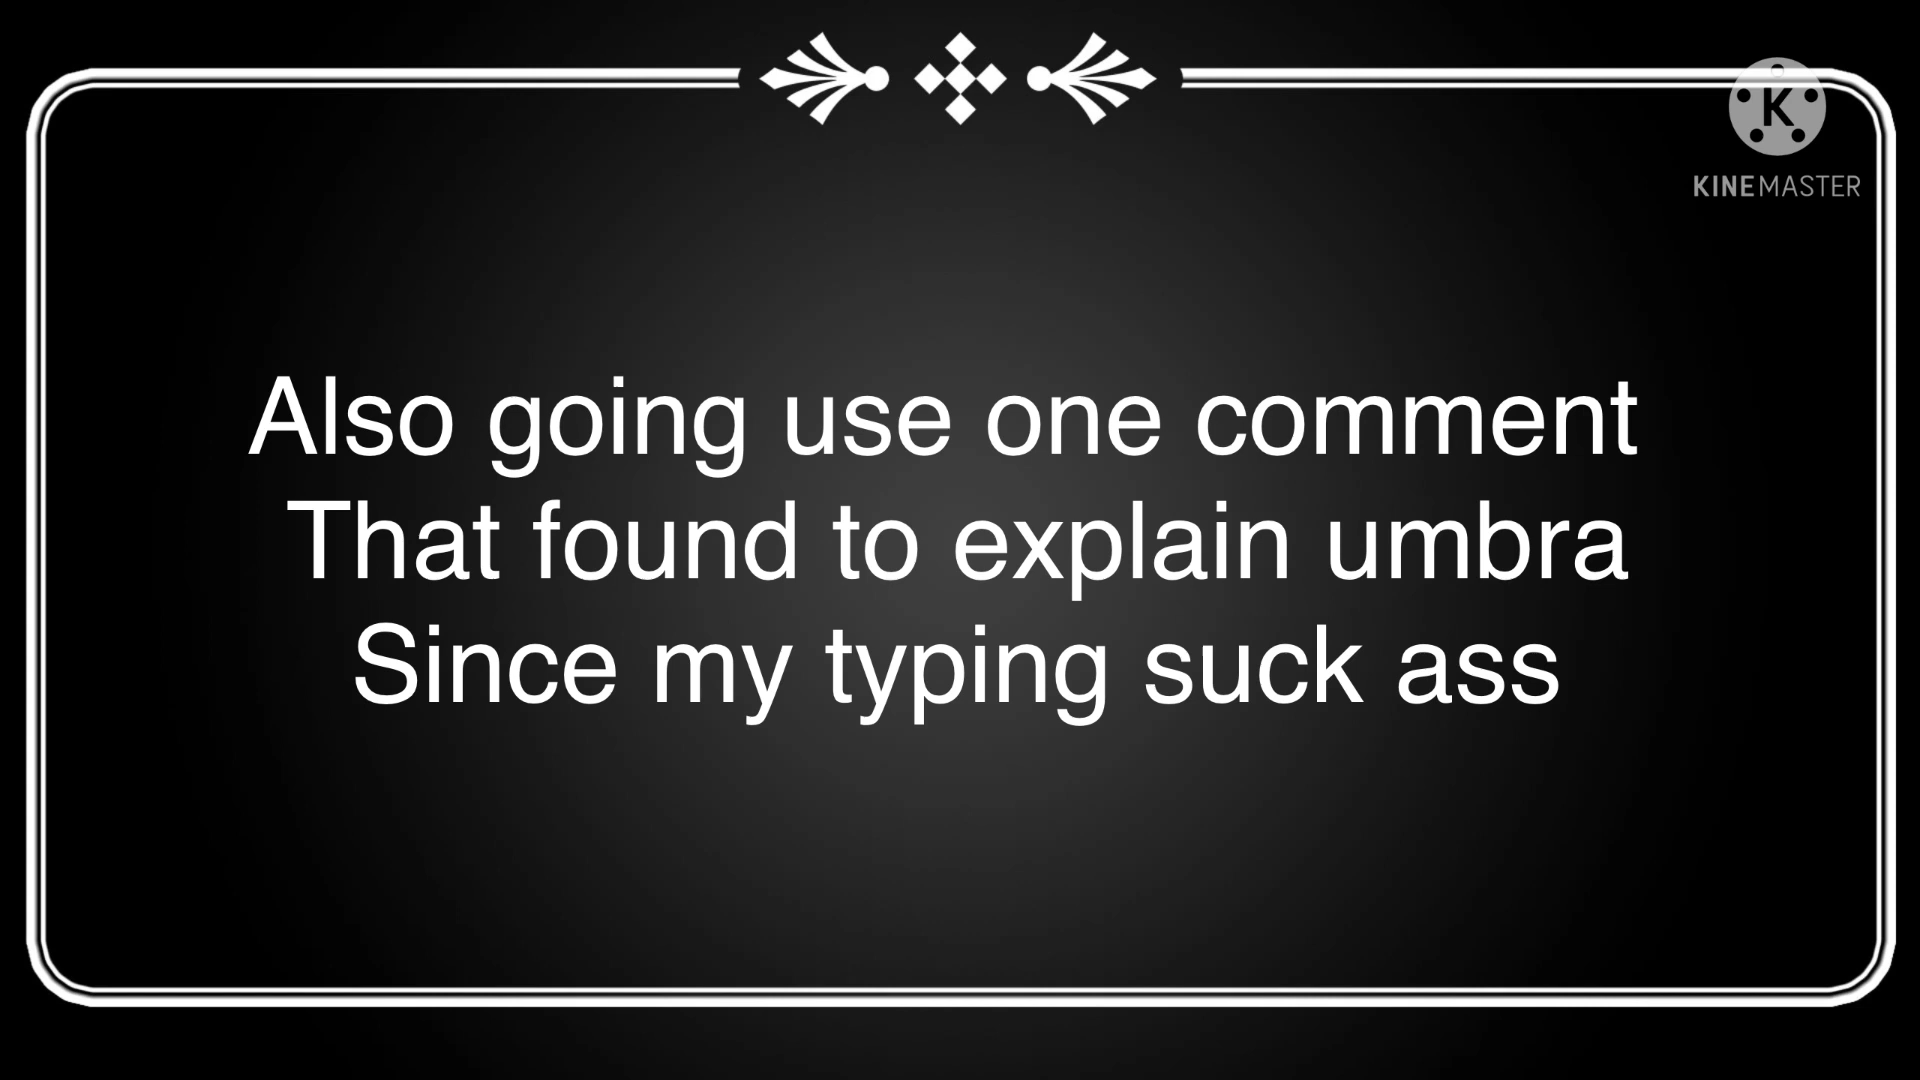 K
KINEMASTER
Also going use one comment
That found to explain umbra
Since my typing suck ass